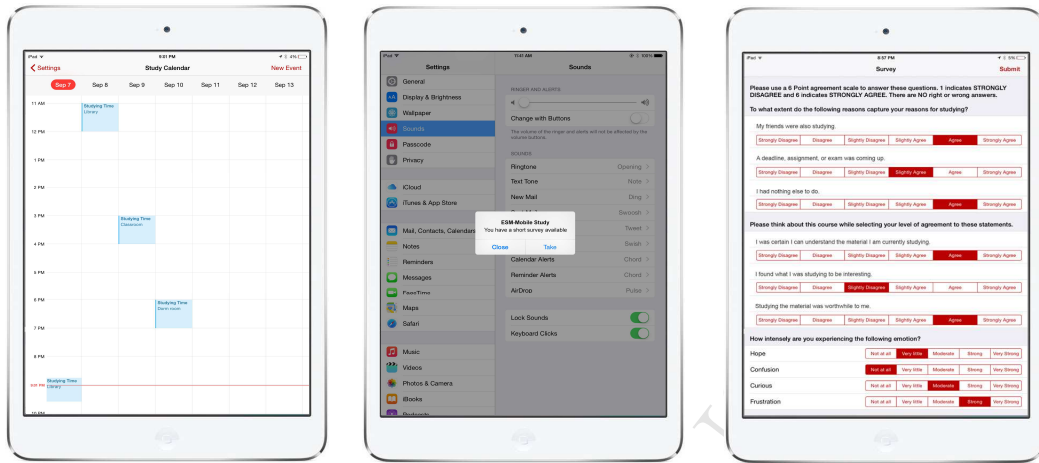 iPad
9:01 PM
4%
Settings
Study Calendar
New Event
Sep 7
Sep 8
Sep 9
Sep 10
Sep 11
Sep 12
Sep 13
11 AM
Studying Time
Library
12 PM
1 PM
2 PM
3 PM
Studying Time
Classroom
4 PM
5 PM
6 PM
Studying Time
Dorm room
7 PM
8 PM
9:01 PM
Studying Time
Library
10 PM
iPad
11:41 AM
100%
Settings
Sounds
General
Display & Brightness
Wallpaper
Sounds
Passcode
Privacy
iCloud
iTunes & App Store
Mail, Contacts, Calendars
Notes
Reminders
Messages
FaceTime
Maps
Safari
Music
Videos
Photos & Camera
iBooks
Podcasts
RINGER AND ALERTS
Change with Buttons
The volume of the ringer and alerts will not be affected by the
volume buttons.
SOUNDS
Ringtone Opening
Text Tone Note
New Mail Ding
Swoosh
Tweet
Swish
Calendar Alerts Chord
Reminder Alerts Chord
AirDrop Pulse
Lock Sounds
Keyboard Clicks
ESM-Mobile Study
You have a short survey available
Close Take
iPad
8:57 PM
5%
Survey
Submit
Please use a 6 Point agreement scale to answer these questions. 1 indicates STRONGLY
DISAGREE and 6 indicates STRONGLY AGREE. There are NO right or wrong answers.
To what extent do the following reasons capture your reasons for studying?
My friends were also studying.
Strongly Disagree Disagree Slightly Disagree Slightly Agree Agree Strongly Agree
A deadline, assignment, or exam was coming up.
Strongly Disagree Disagree Slightly Disagree Slightly Agree Agree Strongly Agree
I had nothing else to do.
Strongly Disagree Disagree Slightly Disagree Slightly Agree Agree Strongly Agree
Please think about this course while selecting your level of agreement to these statements.
I was certain I can understand the material I am currently studying.
Strongly Disagree Disagree Slightly Disagree Slightly Agree Agree Strongly Agree
I found what I was studying to be interesting.
Strongly Disagree Disagree Slightly Disagree Slightly Agree Agree Strongly Agree
Studying the material was worthwhile to me.
Strongly Disagree Disagree Slightly Disagree Slightly Agree Agree Strongly Agree
How intensely are you experiencing the following emotion?
Hope Not at all Very little Moderate Strong Very Strong
Confusion Not at all Very little Moderate Strong Very Strong
Curious Not at all Very little Moderate Strong Very Strong
Frustration Not at all Very little Moderate Strong Very Strong